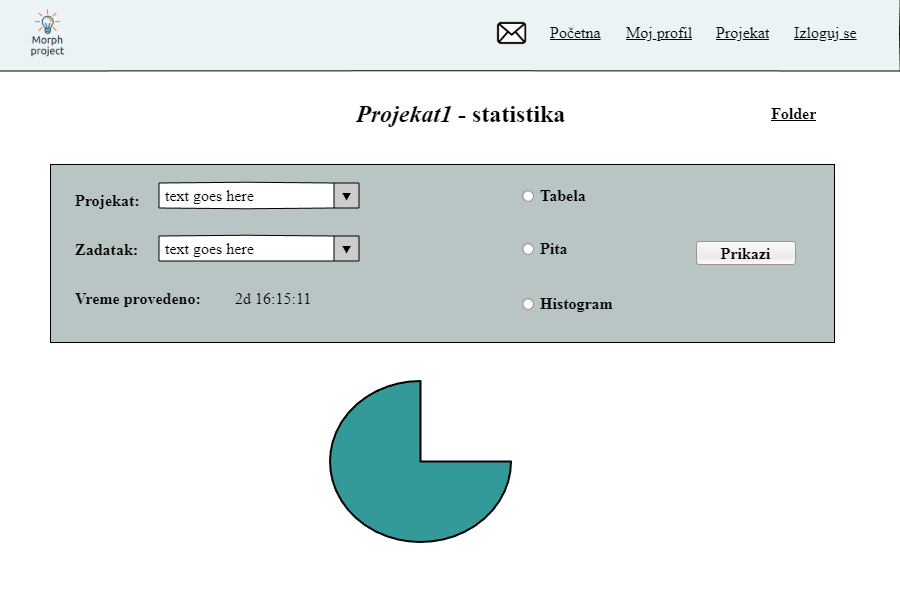 Morph
project
Početna Moj profil Projekat Izloguj se
Projekat1 - statistika
Folder
Projekat: text goes here ▼
Tabela
Zadatak: text goes here ▼
Pita
Prikazi
Vreme provedeno: 2d 16:15:11
Histogram